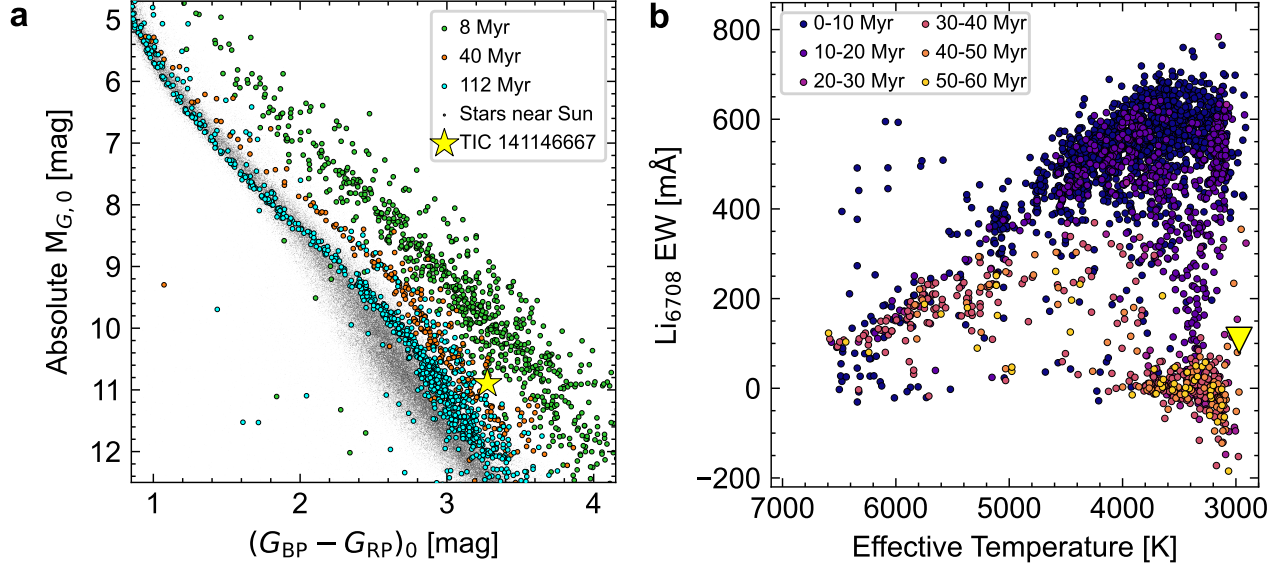 a
5
6
7
8
9
10
11
12
Absolute M_G, 0 [mag]
1
2
3
4
(G_BP − G_RP)_0 [mag]
8 Myr
40 Myr
112 Myr
Stars near Sun
TIC 141146667
b
800
600
400
200
0
−200
Li_6708 EW [mÅ]
7000
6000
5000
4000
3000
Effective Temperature [K]
0-10 Myr
10-20 Myr
20-30 Myr
30-40 Myr
40-50 Myr
50-60 Myr